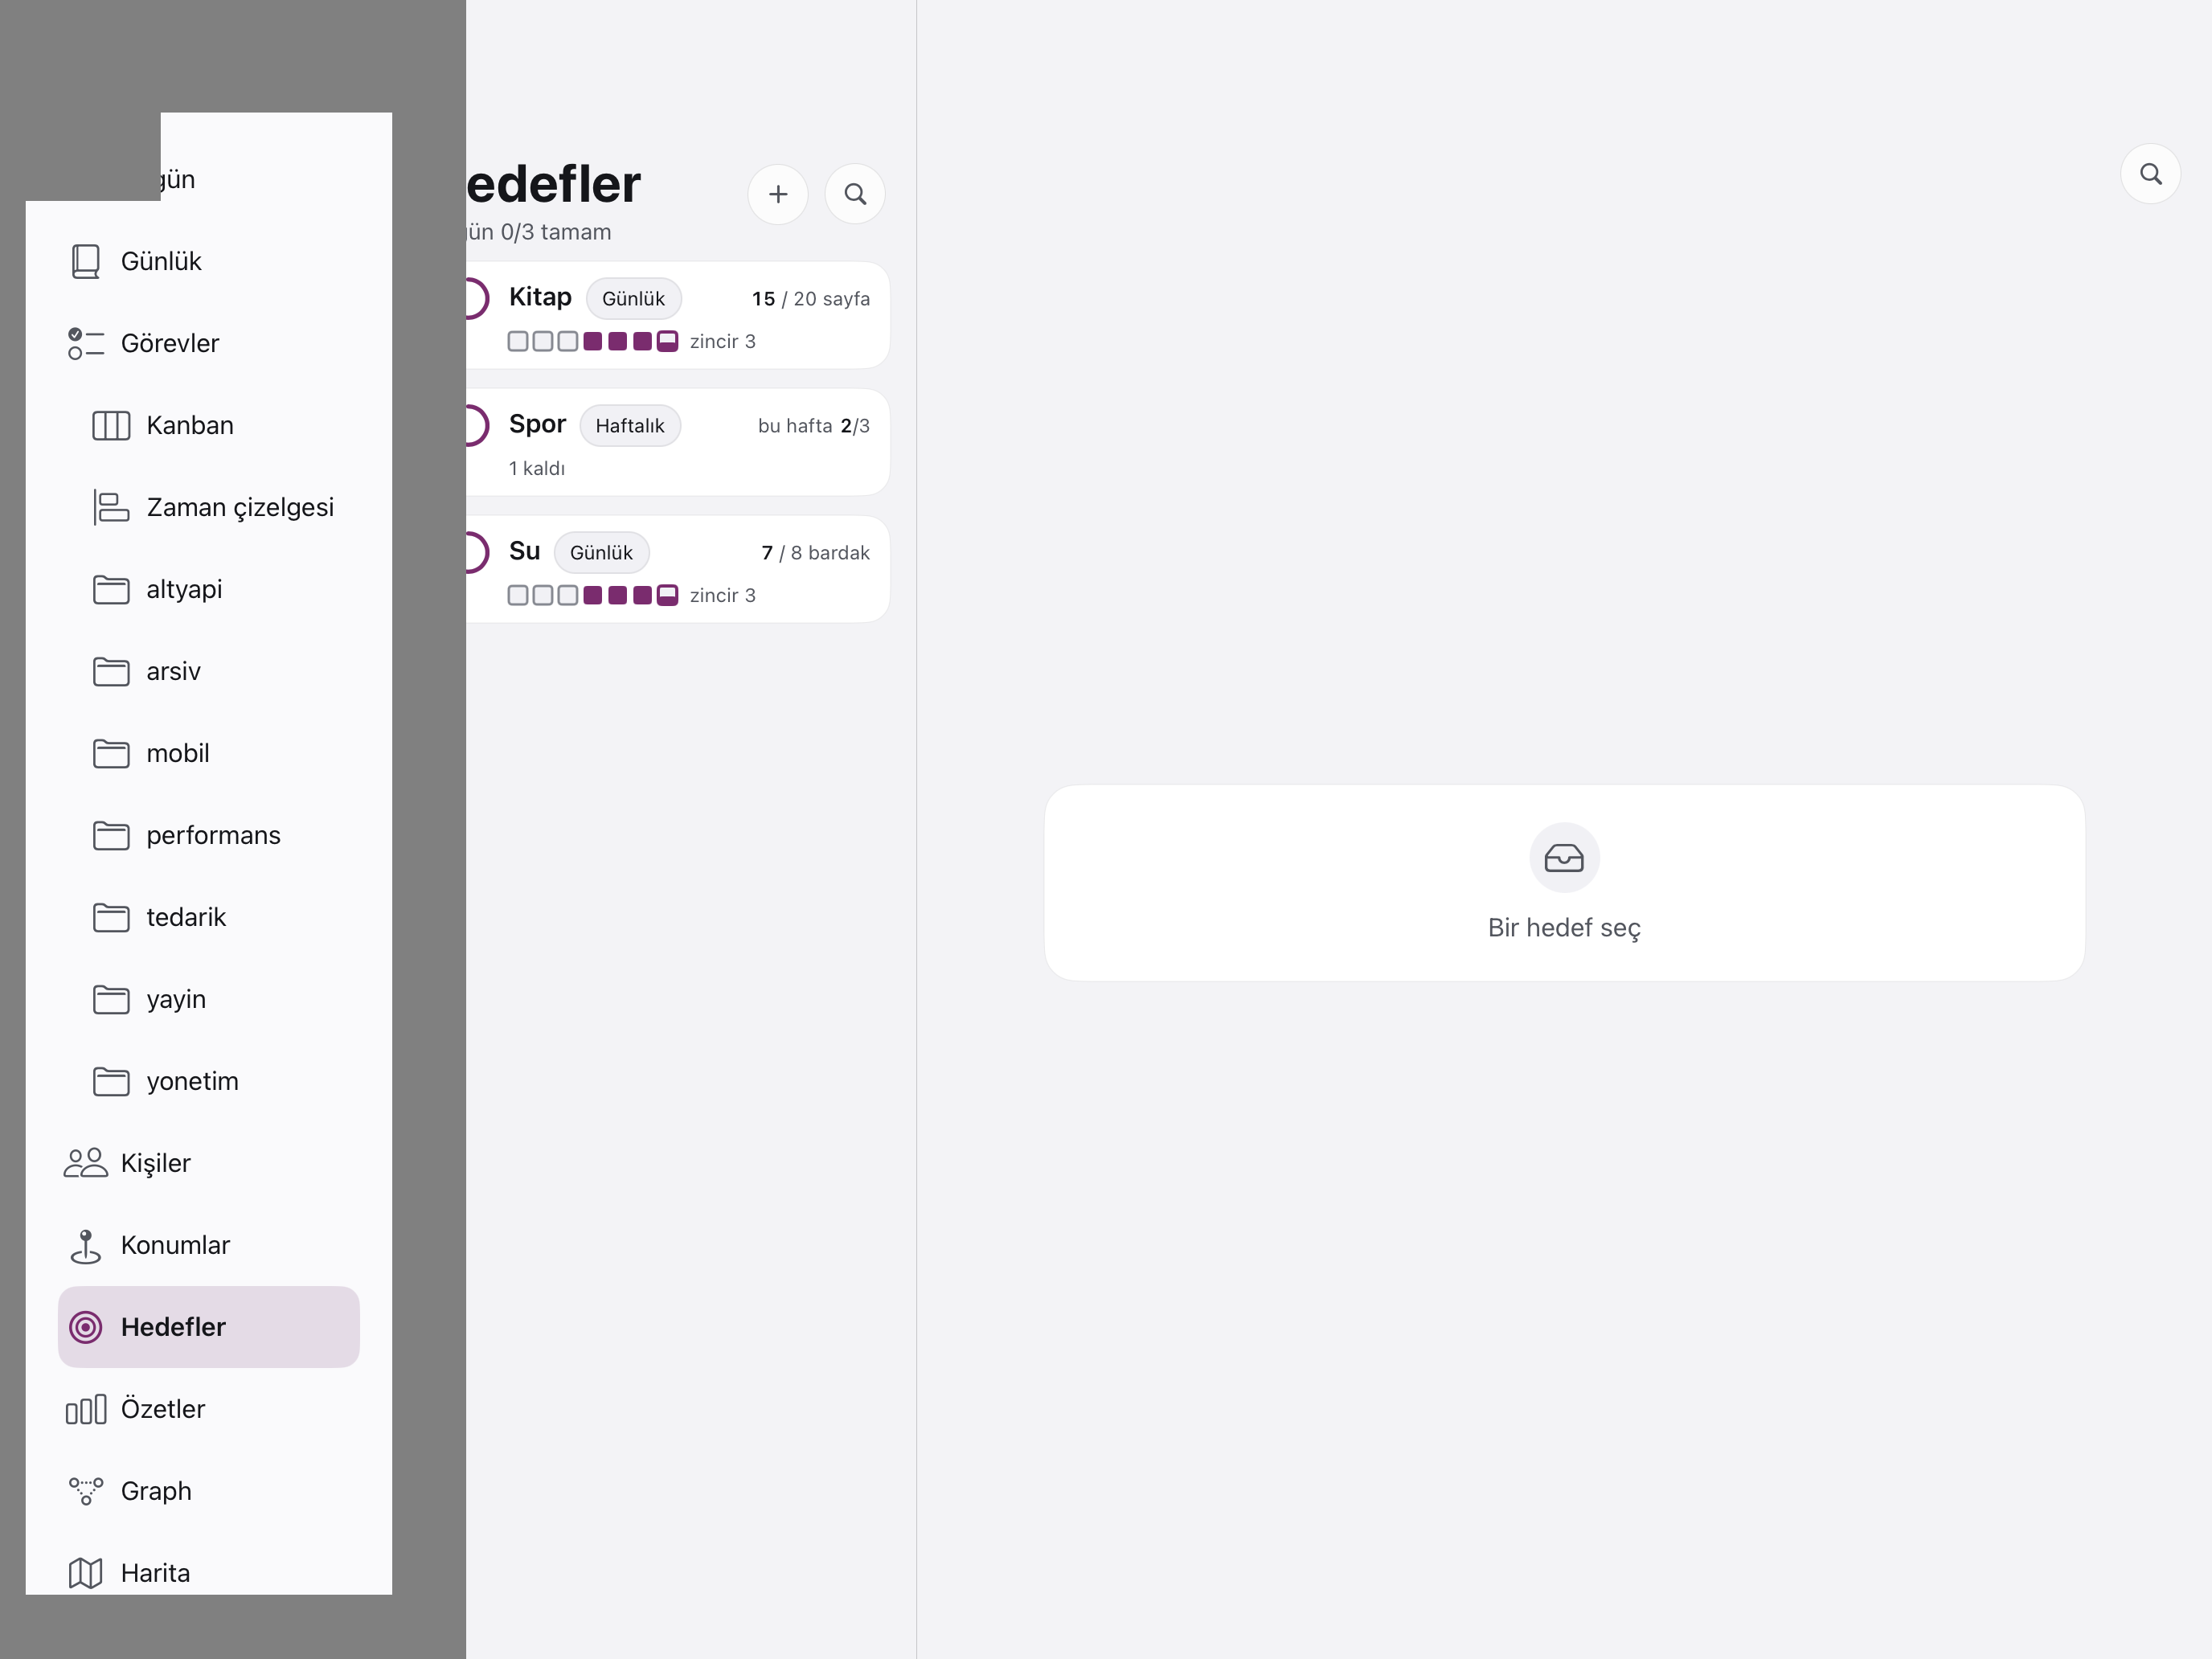 gün
Günlük
Görevler
Kanban
Zaman çizelgesi
altyapi
arsiv
mobil
performans
tedarik
yayin
yonetim
Kişiler
Konumlar
Hedefler
Özetler
Graph
Harita
edefler
ün 0/3 tamam
Kitap Günlük 15 / 20 sayfa
zincir 3
Spor Haftalık bu hafta 2/3
1 kaldı
Su Günlük 7 / 8 bardak
zincir 3
Bir hedef seç